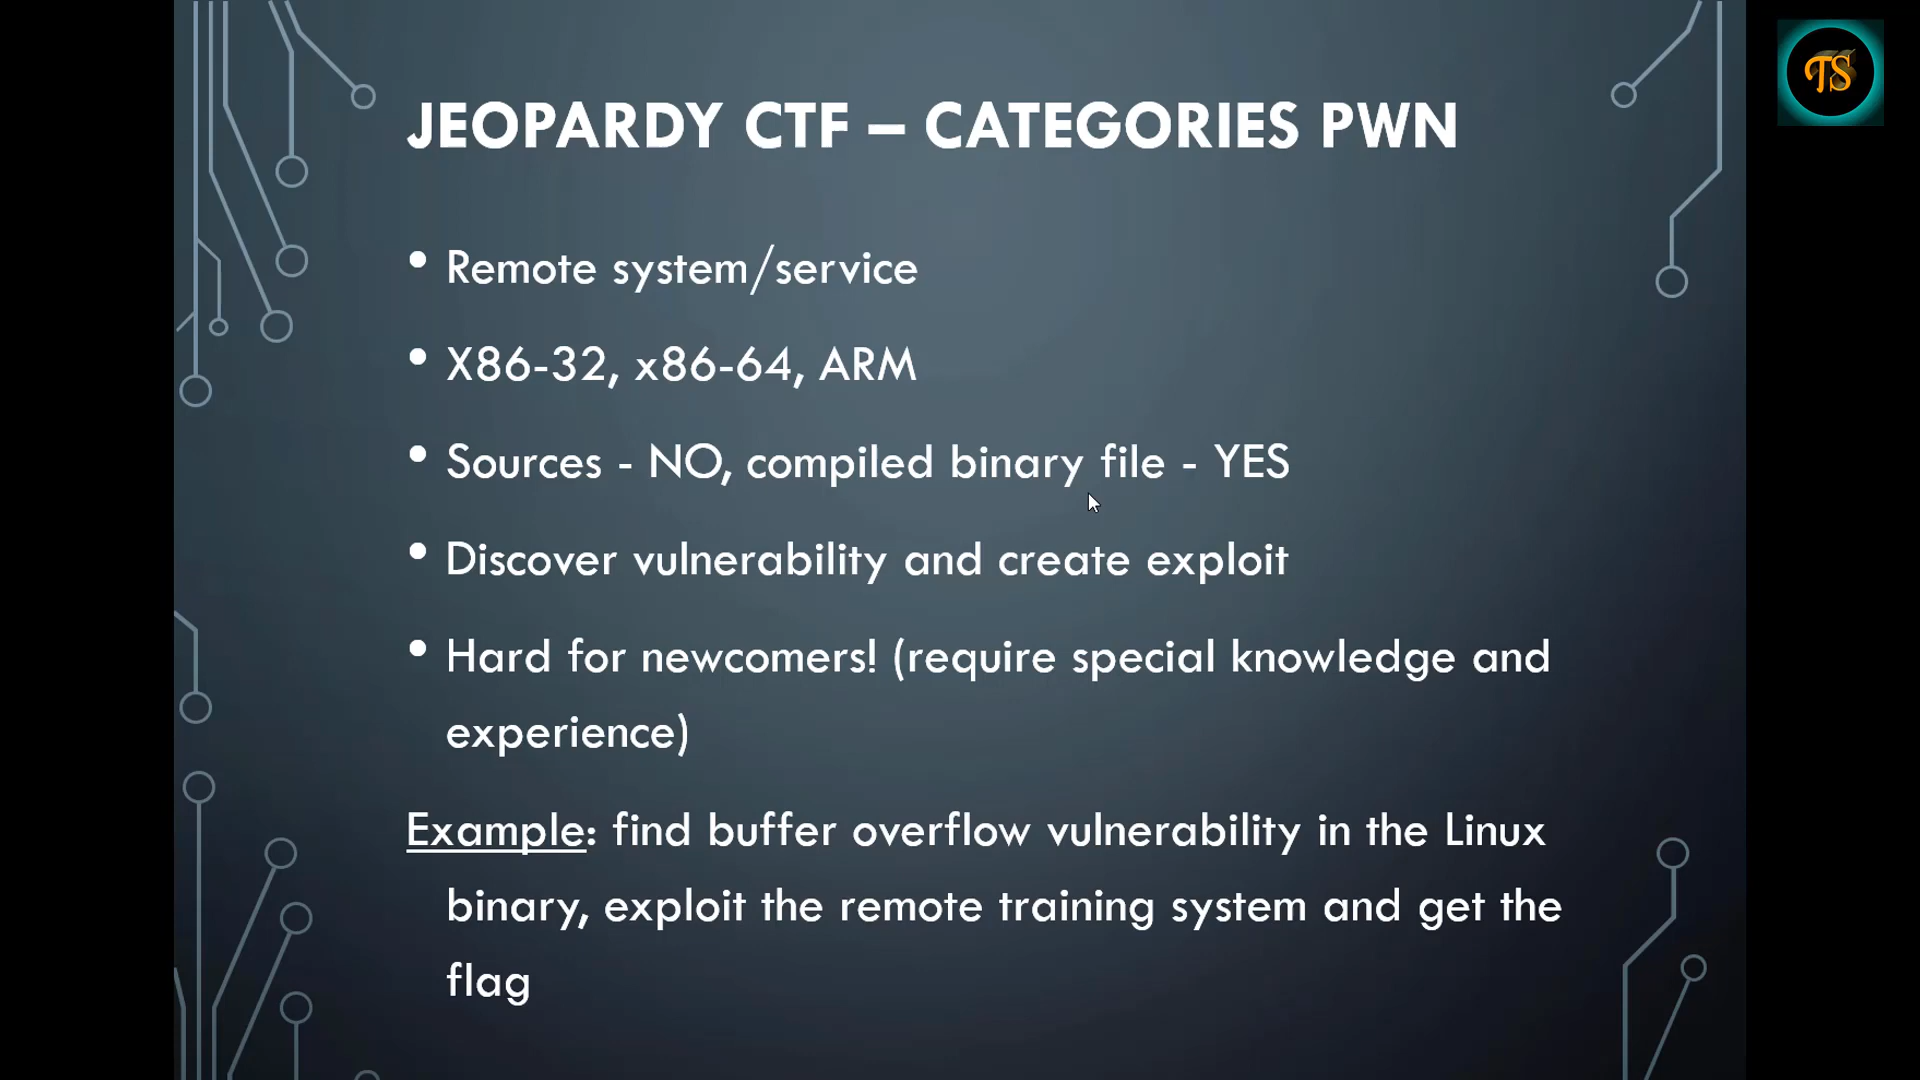 TS
JEOPARDY CTF – CATEGORIES PWN
• Remote system/service
• X86-32, x86-64, ARM
• Sources - NO, compiled binary file - YES
• Discover vulnerability and create exploit
• Hard for newcomers! (require special knowledge and
experience)
Example: find buffer overflow vulnerability in the Linux
binary, exploit the remote training system and get the
flag